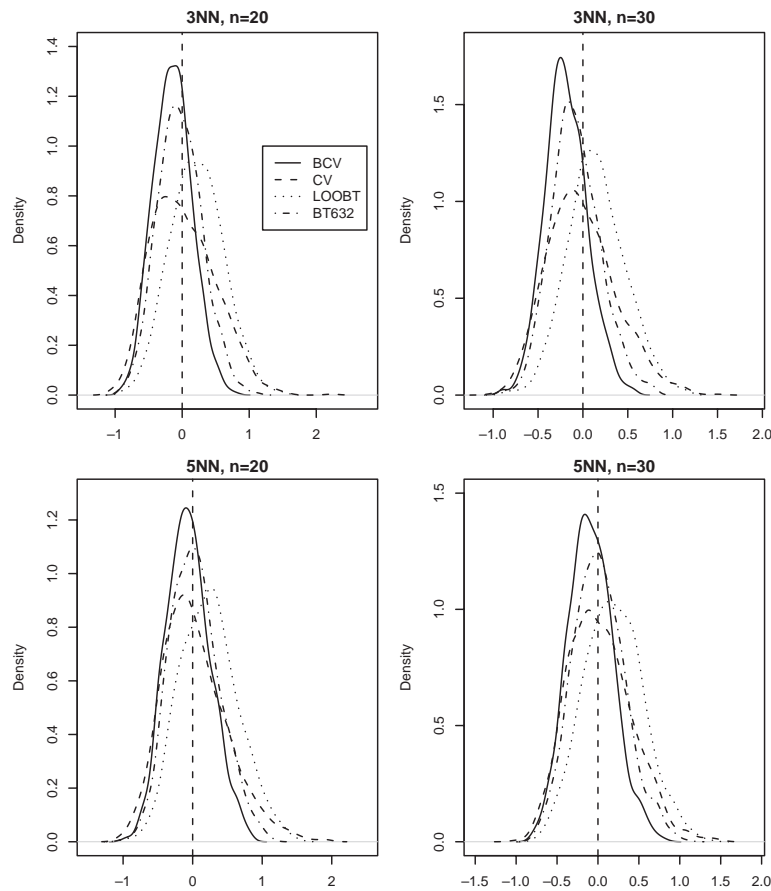 3NN, n=20
Density
0.0 0.2 0.4 0.6 0.8 1.0 1.2 1.4
BCV
CV
LOOBT
BT632
−1 0 1 2
3NN, n=30
Density
0.0 0.5 1.0 1.5
−1.0 −0.5 0.0 0.5 1.0 1.5 2.0
5NN, n=20
Density
0.0 0.2 0.4 0.6 0.8 1.0 1.2
−1 0 1 2
5NN, n=30
Density
0.0 0.5 1.0 1.5
−1.5 −1.0 −0.5 0.0 0.5 1.0 1.5 2.0